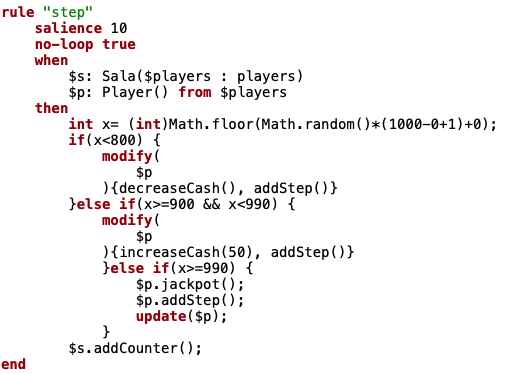 rule "step"
    salience 10
    no-loop true
    when
        $s: Sala($players : players)
        $p: Player() from $players
    then
        int x= (int)Math.floor(Math.random()*(1000-0+1)+0);
        if(x<800) {
            modify(
                $p
            ){decreaseCash(), addStep()}
        }else if(x>=900 && x<990) {
            modify(
                $p
            ){increaseCash(50), addStep()}
            }else if(x>=990) {
                $p.jackpot();
                $p.addStep();
                update($p);
            }
        $s.addCounter();
end